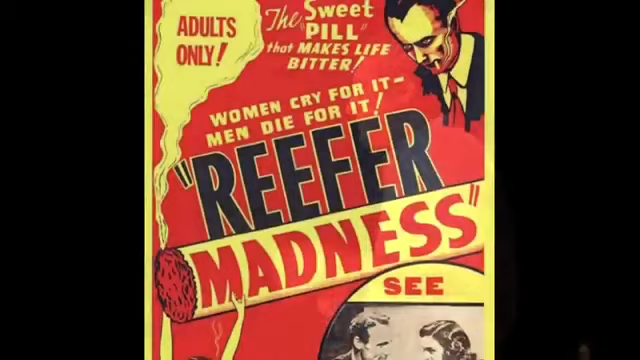 ADULTS
ONLY!
The Sweet
"PILL"
that MAKES LIFE
BITTER!
WOMEN CRY FOR IT-
MEN DIE FOR IT!
"REEFER
MADNESS"
SEE